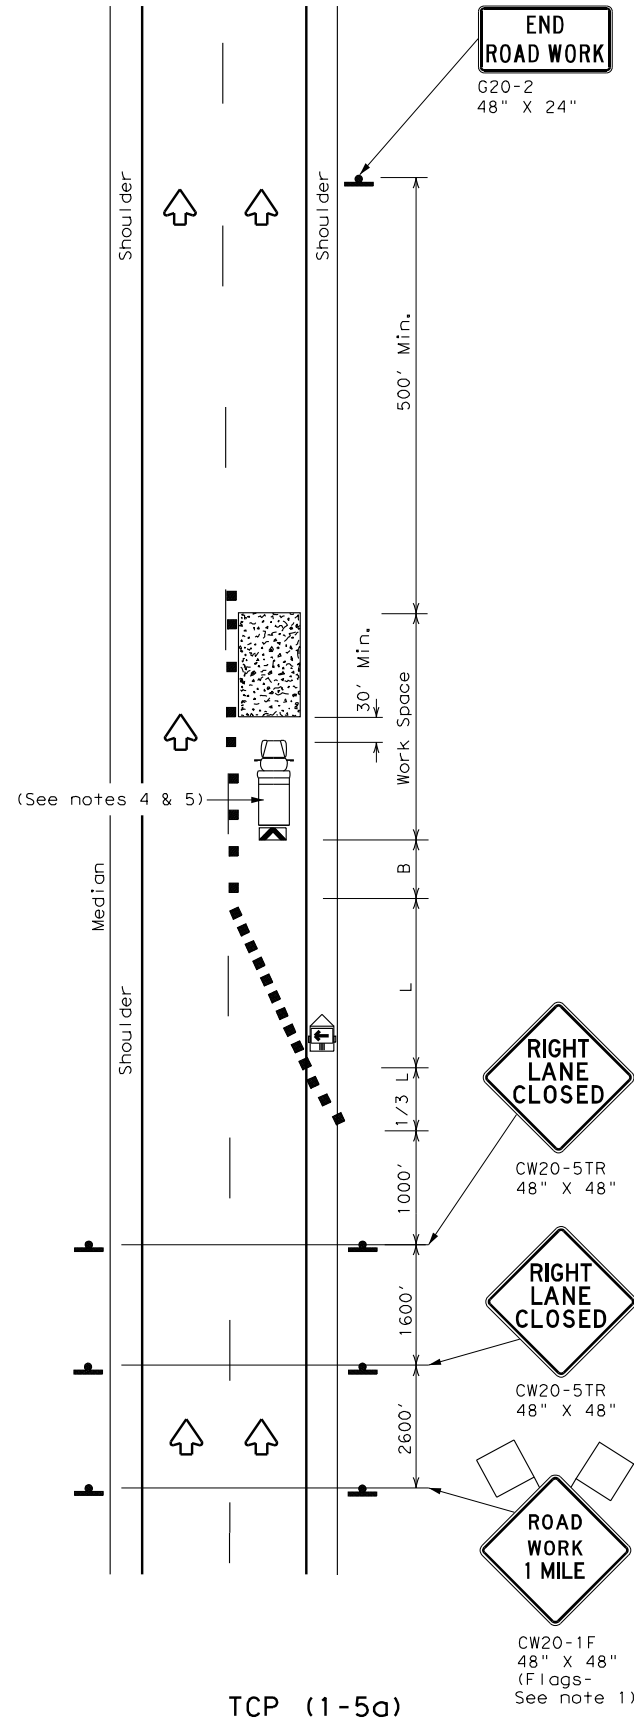 END
ROAD WORK
G20-2
48" X 24"
Shoulder
Shoulder
500' Min.
30' Min.
Work Space
(See notes 4 & 5)
B
Median
L
Shoulder
RIGHT
LANE
CLOSED
1/3 L
CW20-5TR
48" X 48"
1000'
RIGHT
LANE
CLOSED
1600'
CW20-5TR
48" X 48"
2600'
ROAD
WORK
1 MILE
CW20-1F
48" X 48"
(Flags-
See note 1)
TCP (1-5a)